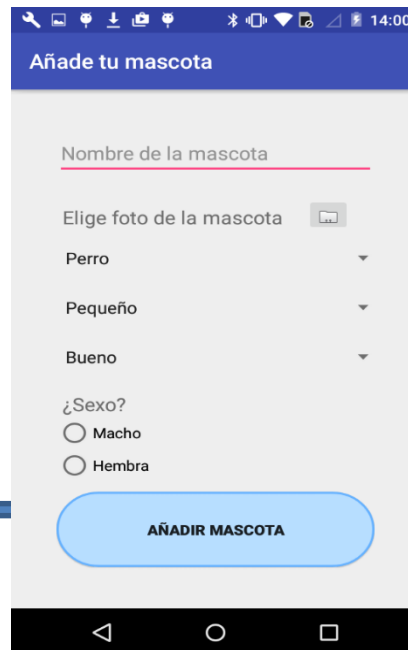 14:00
Añade tu mascota
Nombre de la mascota
Elige foto de la mascota
Perro
Pequeño
Bueno
¿Sexo?
Macho
Hembra
AÑADIR MASCOTA